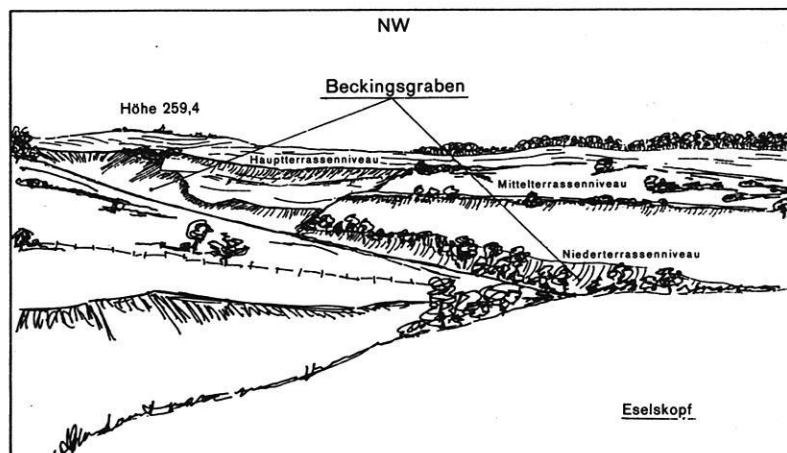 NW
Beckingsgraben
Höhe 259,4
Hauptterrassenniveau
Mittelterrassenniveau
Niederterrassenniveau
Eselskopf